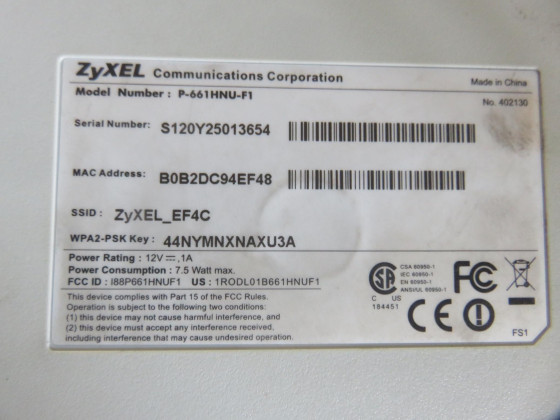 ZyXEL Communications Corporation
Made in China
Model Number : P-661HNU-F1
No. 402130
Serial Number: S120Y25013654
MAC Address: B0B2DC94EF48
SSID : ZyXEL_EF4C
WPA2-PSK Key : 44NYMNXNAXU3A
Power Rating : 12V⎓,1A
Power Consumption : 7.5 Watt max.
FCC ID : I88P661HNUF1 US : 1RODL01B661HNUF1
This device complies with Part 15 of the FCC Rules.
Operation is subject to the following two conditions:
(1) this device may not cause harmful interference, and
(2) this device must accept any interference received,
including interference that may cause undesired operation.
SA
C US
184451
CSA 60950-1
IEC 60950-1
EN 60950-1
ANSI/UL 60950-1
FC
CE
FS1